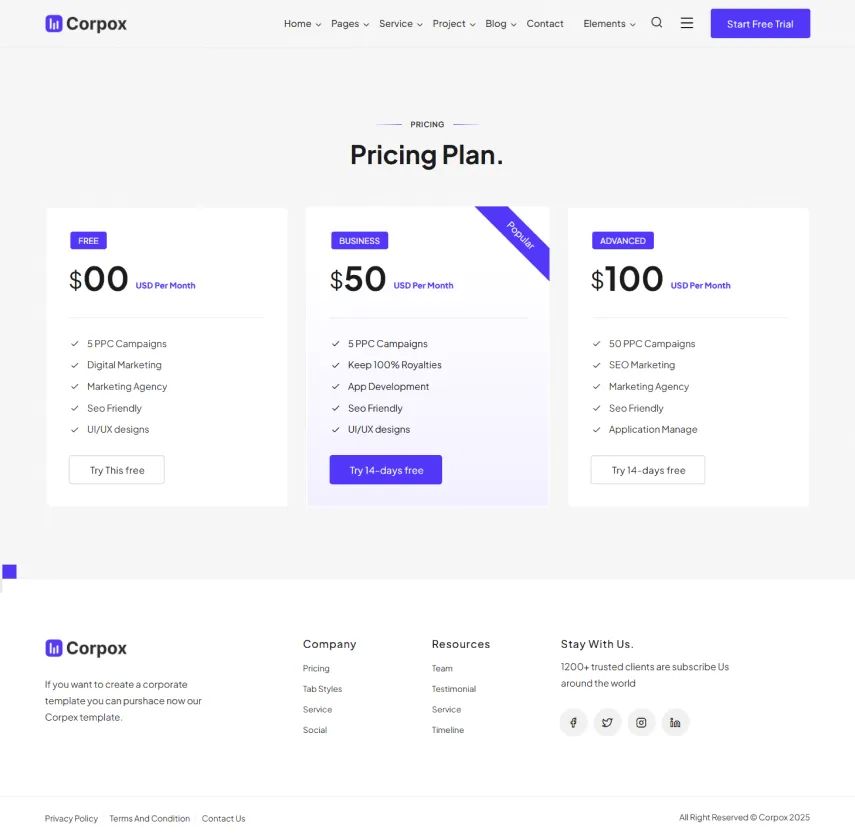 Corpox
Home Pages Service Project Blog Contact Elements Start Free Trial
PRICING
Pricing Plan.
FREE
$00 USD Per Month
5 PPC Campaigns
Digital Marketing
Marketing Agency
Seo Friendly
UI/UX designs
Try This free
Popular
BUSINESS
$50 USD Per Month
5 PPC Campaigns
Keep 100% Royalties
App Development
Seo Friendly
UI/UX designs
Try 14-days free
ADVANCED
$100 USD Per Month
50 PPC Campaigns
SEO Marketing
Marketing Agency
Seo Friendly
Application Manage
Try 14-days free
Corpox
If you want to create a corporate
template you can purshace now our
Corpex template.
Company
Pricing
Tab Styles
Service
Social
Resources
Team
Testimonial
Service
Timeline
Stay With Us.
1200+ trusted clients are subscribe Us
around the world
Privacy Policy Terms And Condition Contact Us
All Right Reserved © Corpox 2025